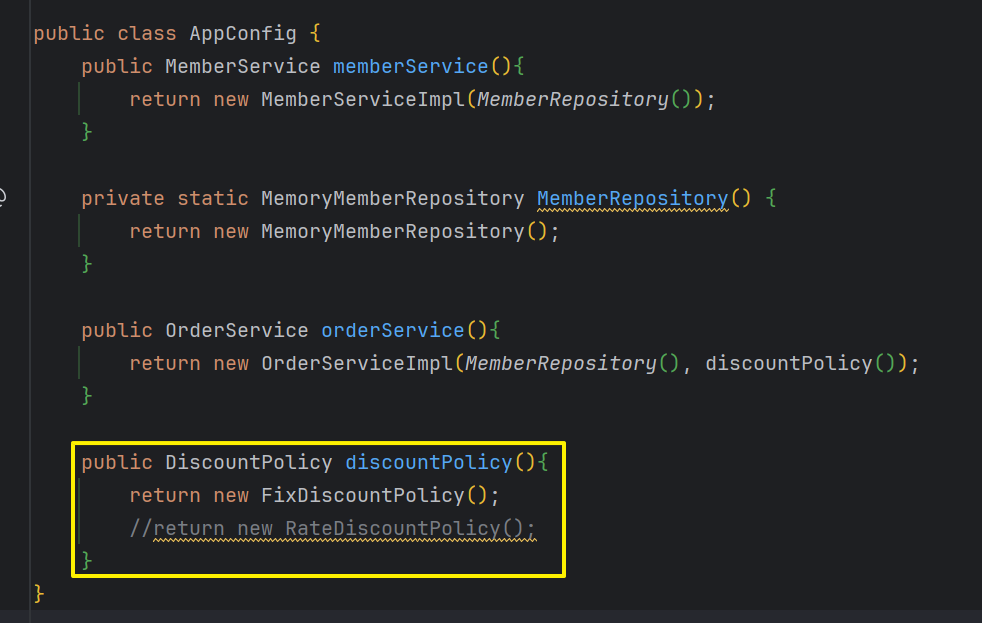 public class AppConfig {
    public MemberService memberService(){
        return new MemberServiceImpl(MemberRepository());
    }

    private static MemoryMemberRepository MemberRepository() {
        return new MemoryMemberRepository();
    }

    public OrderService orderService(){
        return new OrderServiceImpl(MemberRepository(), discountPolicy());
    }

    public DiscountPolicy discountPolicy(){
        return new FixDiscountPolicy();
        //return new RateDiscountPolicy();
    }
}